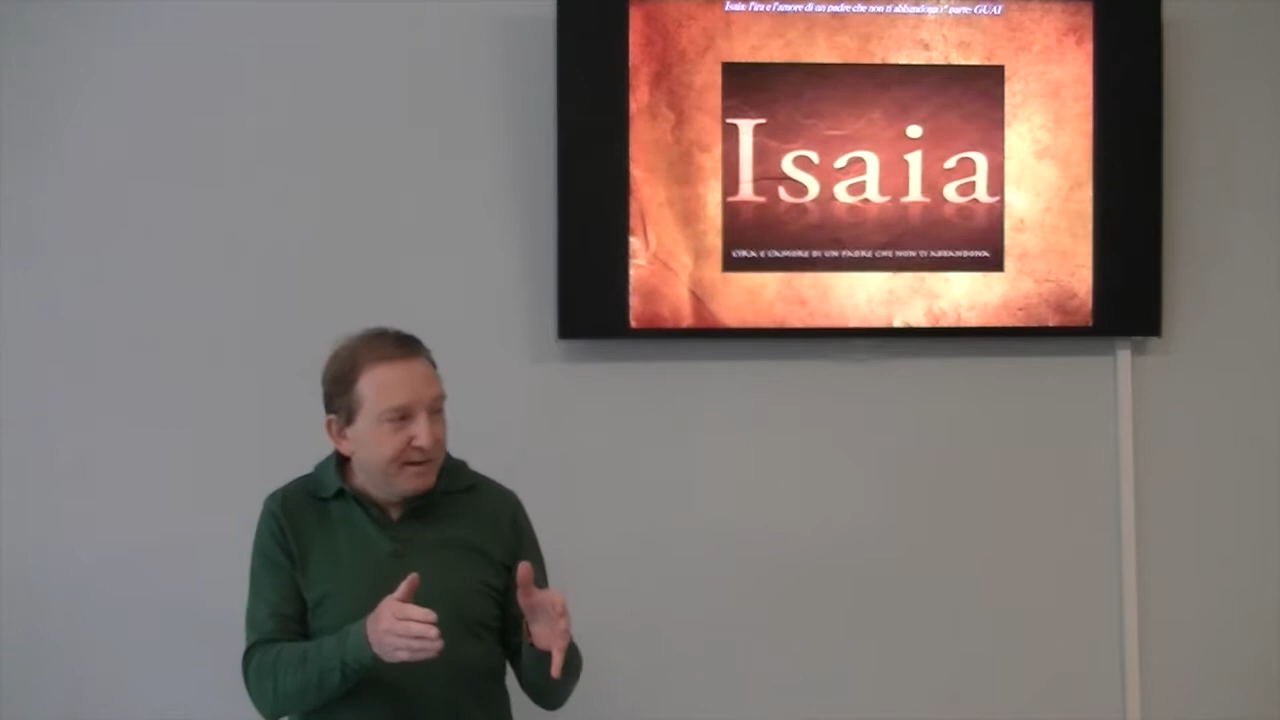 Isaia: l'ira e l'amore di un padre che non ti abbandona 1° parte: GUAI
Isaia
L'IRA E L'AMORE DI UN PADRE CHE NON TI ABBANDONA